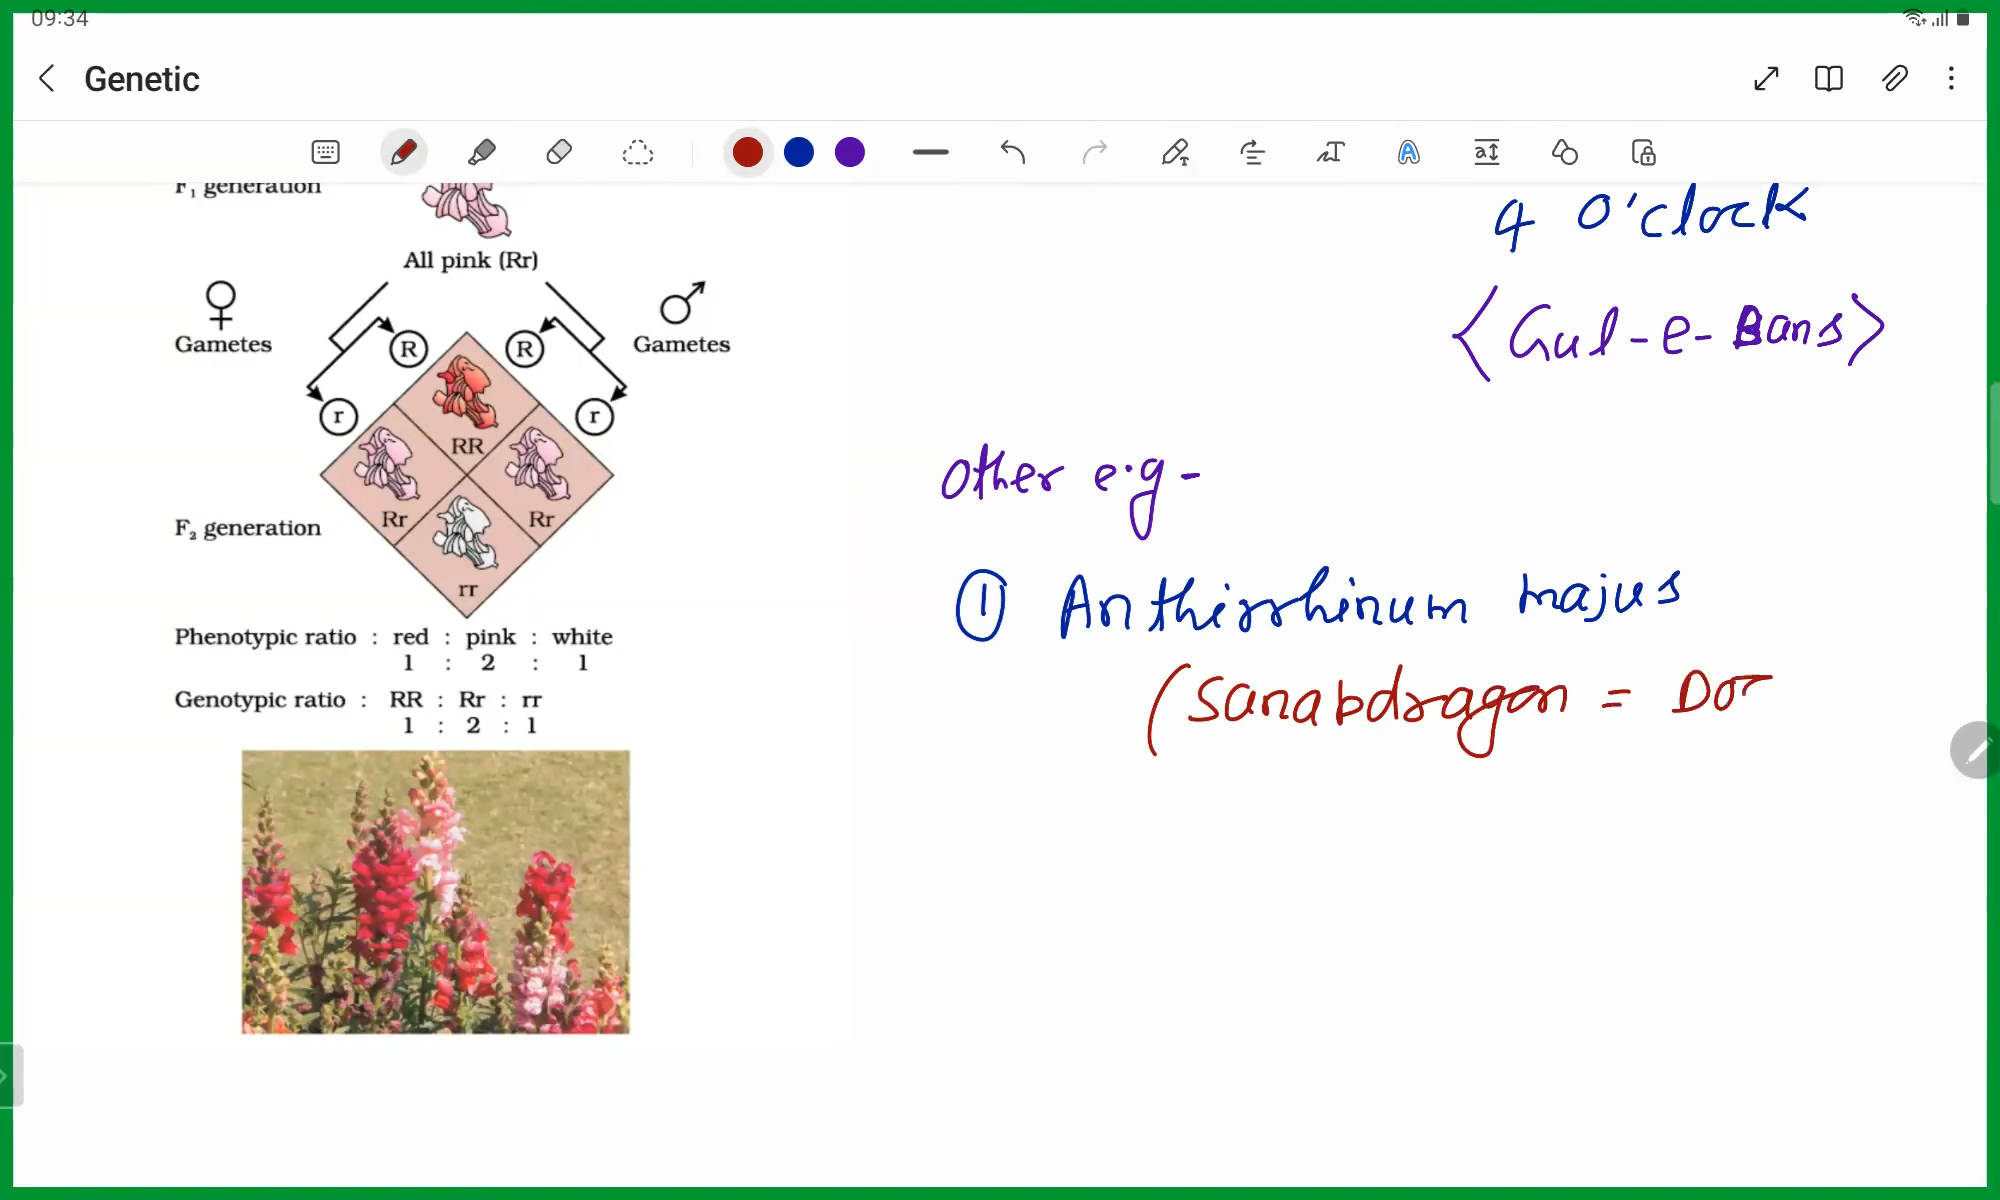 09:34
Genetic
F₁ generation
All pink (Rr)
Gametes
Gametes
R
R
r
r
RR
Rr
Rr
rr
F₂ generation
Phenotypic ratio : red : pink : white
1 : 2 : 1
Genotypic ratio : RR : Rr : rr
1 : 2 : 1
4 O'clock
<Gul-e-Bans>
Other e.g -
① Anthirrhinum majus
(Sanabdragon = Dor